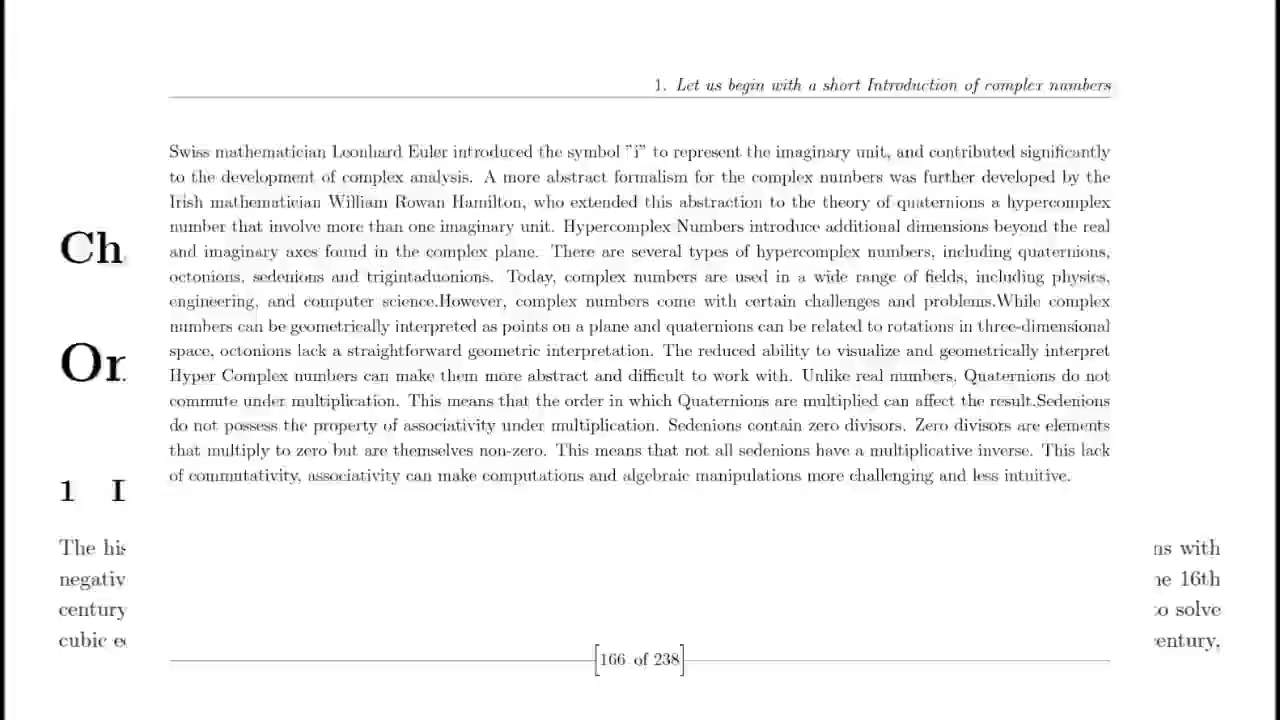 1. Let us begin with a short Introduction of complex numbers
Swiss mathematician Leonhard Euler introduced the symbol "i" to represent the imaginary unit, and contributed significantly
to the development of complex analysis. A more abstract formalism for the complex numbers was further developed by the
Irish mathematician William Rowan Hamilton, who extended this abstraction to the theory of quaternions a hypercomplex
number that involve more than one imaginary unit. Hypercomplex Numbers introduce additional dimensions beyond the real
and imaginary axes found in the complex plane. There are several types of hypercomplex numbers, including quaternions,
octonions, sedenions and trigintaduonions. Today, complex numbers are used in a wide range of fields, including physics,
engineering, and computer science.However, complex numbers come with certain challenges and problems.While complex
numbers can be geometrically interpreted as points on a plane and quaternions can be related to rotations in three-dimensional
space, octonions lack a straightforward geometric interpretation. The reduced ability to visualize and geometrically interpret
Hyper Complex numbers can make them more abstract and difficult to work with. Unlike real numbers, Quaternions do not
commute under multiplication. This means that the order in which Quaternions are multiplied can affect the result.Sedenions
do not possess the property of associativity under multiplication. Sedenions contain zero divisors. Zero divisors are elements
that multiply to zero but are themselves non-zero. This means that not all sedenions have a multiplicative inverse. This lack
of commutativity, associativity can make computations and algebraic manipulations more challenging and less intuitive.
[166 of 238]
Ch
Or
1 I
The his
negativ
century
cubic e
ns with
ne 16th
to solve
entury,